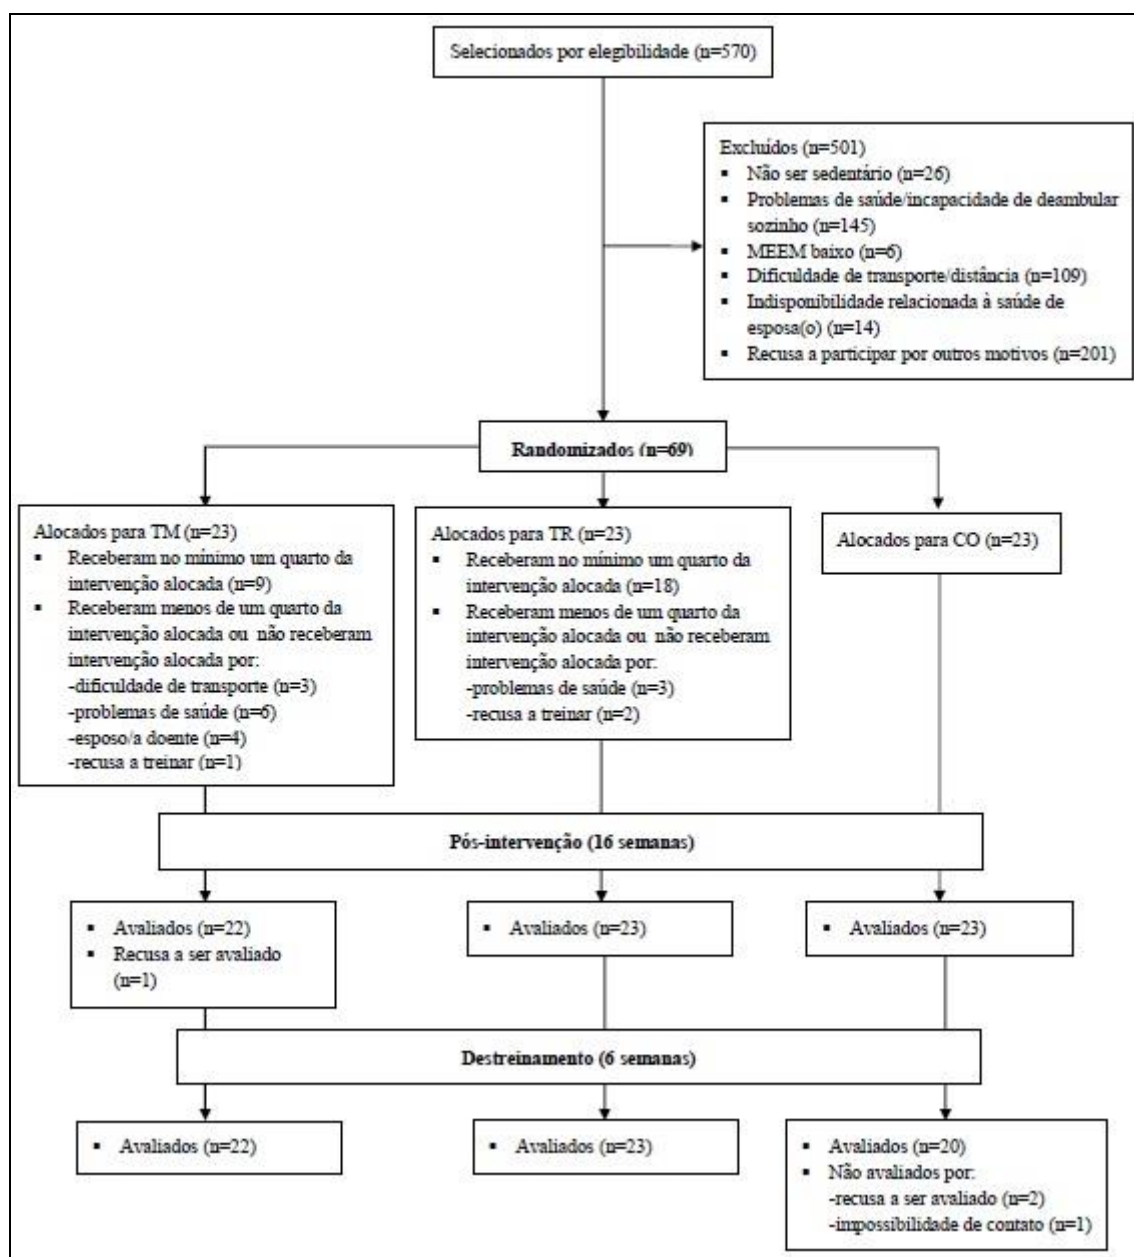 Selecionados por elegibilidade (n=570)
Excluídos (n=501)
▪ Não ser sedentário (n=26)
▪ Problemas de saúde/incapacidade de deambular
sozinho (n=145)
▪ MEEM baixo (n=6)
▪ Dificuldade de transporte/distância (n=109)
▪ Indisponibilidade relacionada à saúde de
esposa(o) (n=14)
▪ Recusa a participar por outros motivos (n=201)
Randomizados (n=69)
Alocados para TM (n=23)
▪ Receberam no mínimo um quarto da
intervenção alocada (n=9)
▪ Receberam menos de um quarto da
intervenção alocada ou não receberam
intervenção alocada por:
-dificuldade de transporte (n=3)
-problemas de saúde (n=6)
-esposo/a doente (n=4)
-recusa a treinar (n=1)
Alocados para TR (n=23)
▪ Receberam no mínimo um quarto da
intervenção alocada (n=18)
▪ Receberam menos de um quarto da
intervenção alocada ou não receberam
intervenção alocada por:
-problemas de saúde (n=3)
-recusa a treinar (n=2)
Alocados para CO (n=23)
Pós-intervenção (16 semanas)
▪ Avaliados (n=22)
▪ Recusa a ser avaliado
(n=1)
▪ Avaliados (n=23)
▪ Avaliados (n=23)
Destreinamento (6 semanas)
▪ Avaliados (n=22)
▪ Avaliados (n=23)
▪ Avaliados (n=20)
▪ Não avaliados por:
-recusa a ser avaliado (n=2)
-impossibilidade de contato (n=1)